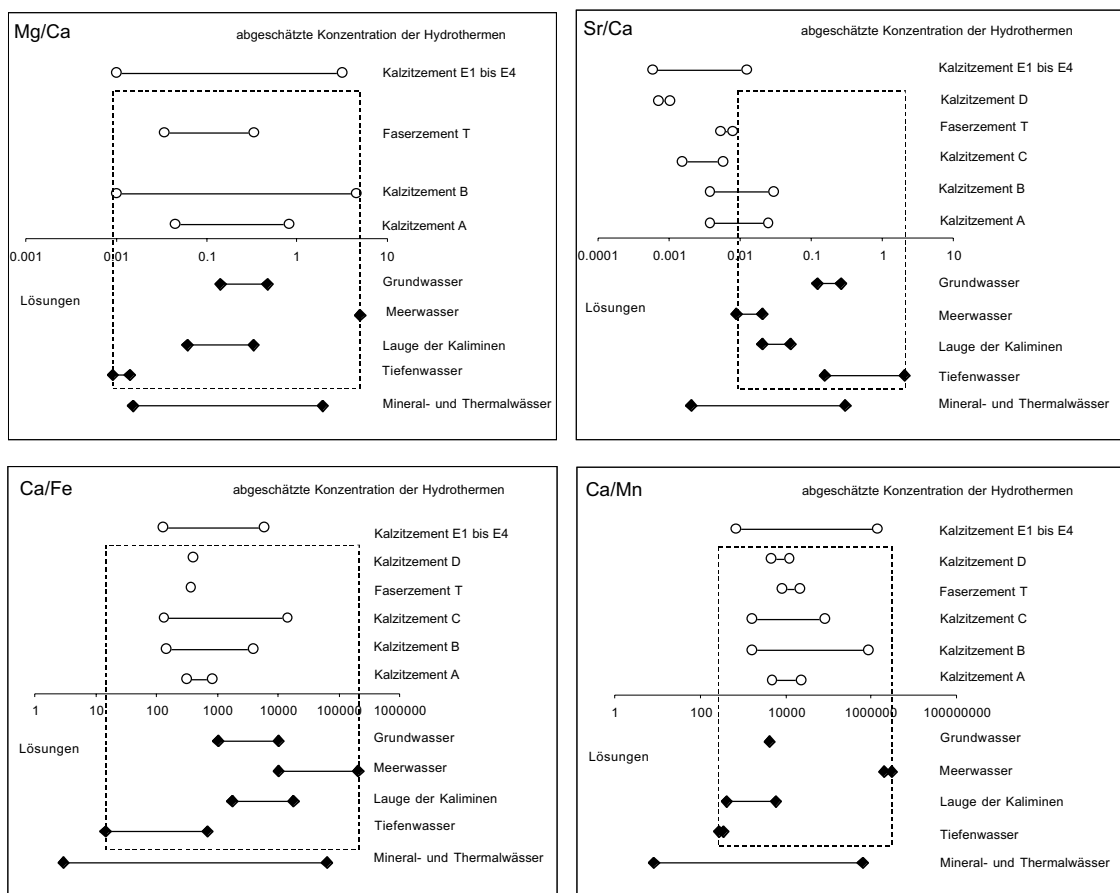 Mg/Ca
abgeschätzte Konzentration der Hydrothermen
Kalzitzement E1 bis E4
Faserzement T
Kalzitzement B
Kalzitzement A
0.001 0.01 0.1 1 10
Grundwasser
Lösungen
Meerwasser
Lauge der Kaliminen
Tiefenwasser
Mineral- und Thermalwässer
Sr/Ca
abgeschätzte Konzentration der Hydrothermen
Kalzitzement E1 bis E4
Kalzitzement D
Faserzement T
Kalzitzement C
Kalzitzement B
Kalzitzement A
0.0001 0.001 0.01 0.1 1 10
Grundwasser
Lösungen
Meerwasser
Lauge der Kaliminen
Tiefenwasser
Mineral- und Thermalwässer
Ca/Fe
abgeschätzte Konzentration der Hydrothermen
Kalzitzement E1 bis E4
Kalzitzement D
Faserzement T
Kalzitzement C
Kalzitzement B
Kalzitzement A
1 10 100 1000 10000 100000 1000000
Grundwasser
Lösungen
Meerwasser
Lauge der Kaliminen
Tiefenwasser
Mineral- und Thermalwässer
Ca/Mn
abgeschätzte Konzentration der Hydrothermen
Kalzitzement E1 bis E4
Kalzitzement D
Faserzement T
Kalzitzement C
Kalzitzement B
Kalzitzement A
1 100 10000 1000000 100000000
Grundwasser
Lösungen
Meerwasser
Lauge der Kaliminen
Tiefenwasser
Mineral- und Thermalwässer